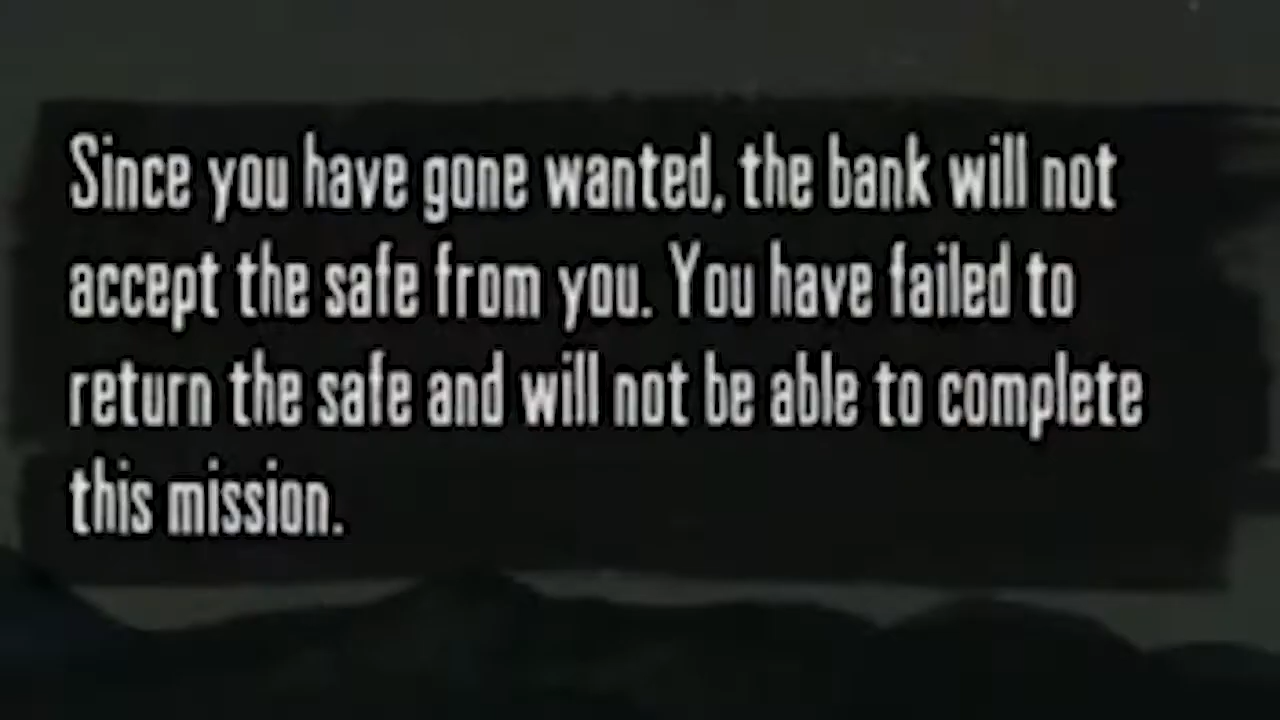 Since you have gone wanted, the bank will not
accept the safe from you. You have failed to
return the safe and will not be able to complete
this mission.